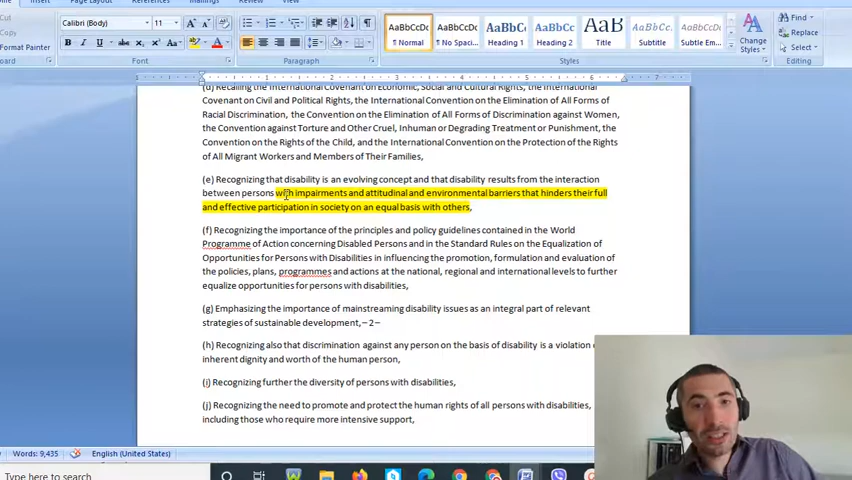 Insert
Page Layout
References
Mailings
Review
View
Cut
Copy
Format Painter
Calibri (Body)
11
Font
Paragraph
AaBbCcDc
¶ Normal
AaBbCcDc
¶ No Spaci...
AaBbC
Heading 1
AaBbCc
Heading 2
AaB
Title
AaBbCcI
Subtitle
AaBbCcDc
Subtle Em...
Change
Styles
Styles
Find
Replace
Select
Editing
(d) Recalling the International Covenant on Economic, Social and Cultural Rights, the International
Covenant on Civil and Political Rights, the International Convention on the Elimination of All Forms of
Racial Discrimination, the Convention on the Elimination of All Forms of Discrimination against Women,
the Convention against Torture and Other Cruel, Inhuman or Degrading Treatment or Punishment, the
Convention on the Rights of the Child, and the International Convention on the Protection of the Rights
of All Migrant Workers and Members of Their Families,
(e) Recognizing that disability is an evolving concept and that disability results from the interaction
between persons with impairments and attitudinal and environmental barriers that hinders their full
and effective participation in society on an equal basis with others,
(f) Recognizing the importance of the principles and policy guidelines contained in the World
Programme of Action concerning Disabled Persons and in the Standard Rules on the Equalization of
Opportunities for Persons with Disabilities in influencing the promotion, formulation and evaluation of
the policies, plans, programmes and actions at the national, regional and international levels to further
equalize opportunities for persons with disabilities,
(g) Emphasizing the importance of mainstreaming disability issues as an integral part of relevant
strategies of sustainable development, – 2 –
(h) Recognizing also that discrimination against any person on the basis of disability is a violation
inherent dignity and worth of the human person,
(i) Recognizing further the diversity of persons with disabilities,
(j) Recognizing the need to promote and protect the human rights of all persons with disabilities,
including those who require more intensive support,
Words: 9,435
English (United States)
Type here to search